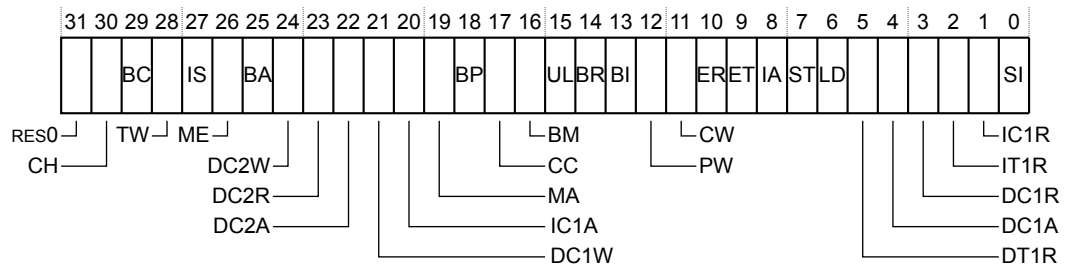 31 30 29 28 27 26 25 24 23 22 21 20 19 18 17 16 15 14 13 12 11 10 9 8 7 6 5 4 3 2 1 0
BC IS BA BP UL BR BI ER ET IA ST LD SI
RES0 TW ME BM CW IC1R
CH DC2W CC PW IT1R
DC2R MA DC1R
DC2A IC1A DC1A
DC1W DT1R